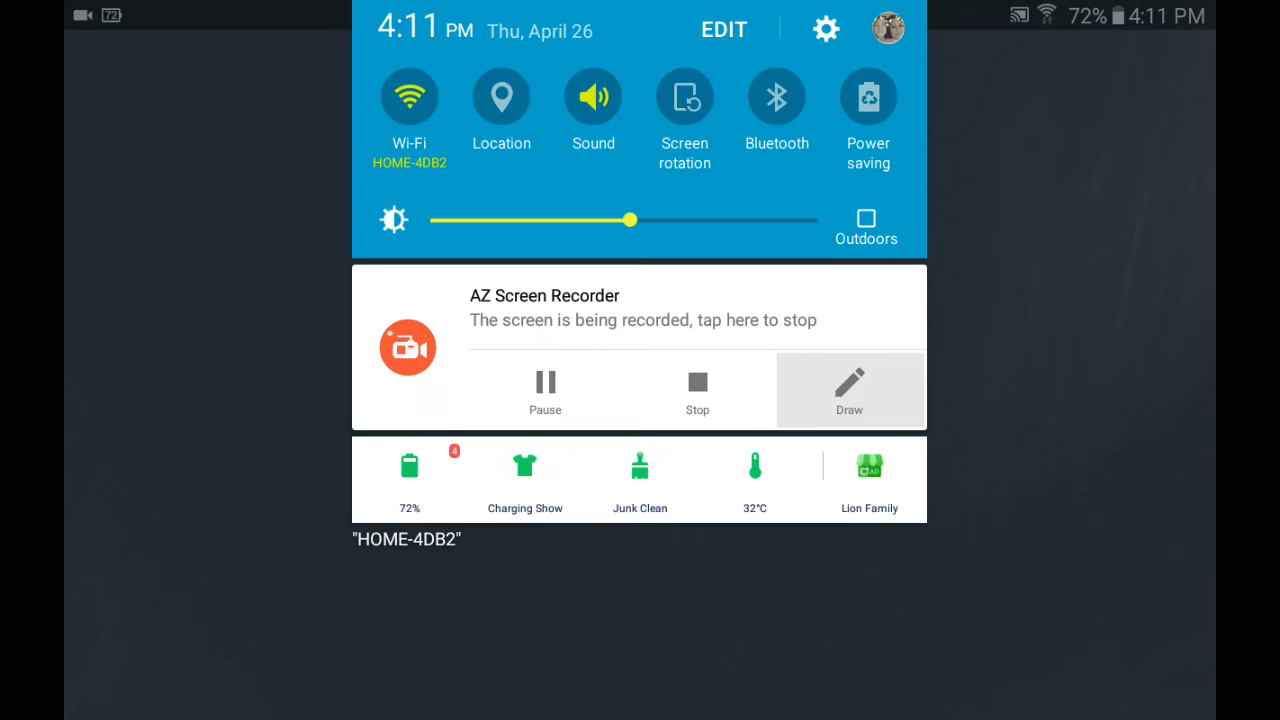 72
72% 4:11 PM
4:11 PM Thu, April 26 EDIT
Wi-Fi
HOME-4DB2
Location
Sound
Screen
rotation
Bluetooth
Power
saving
Outdoors
AZ Screen Recorder
The screen is being recorded, tap here to stop
Pause
Stop
Draw
4
AD
72%
Charging Show
Junk Clean
32°C
Lion Family
"HOME-4DB2"